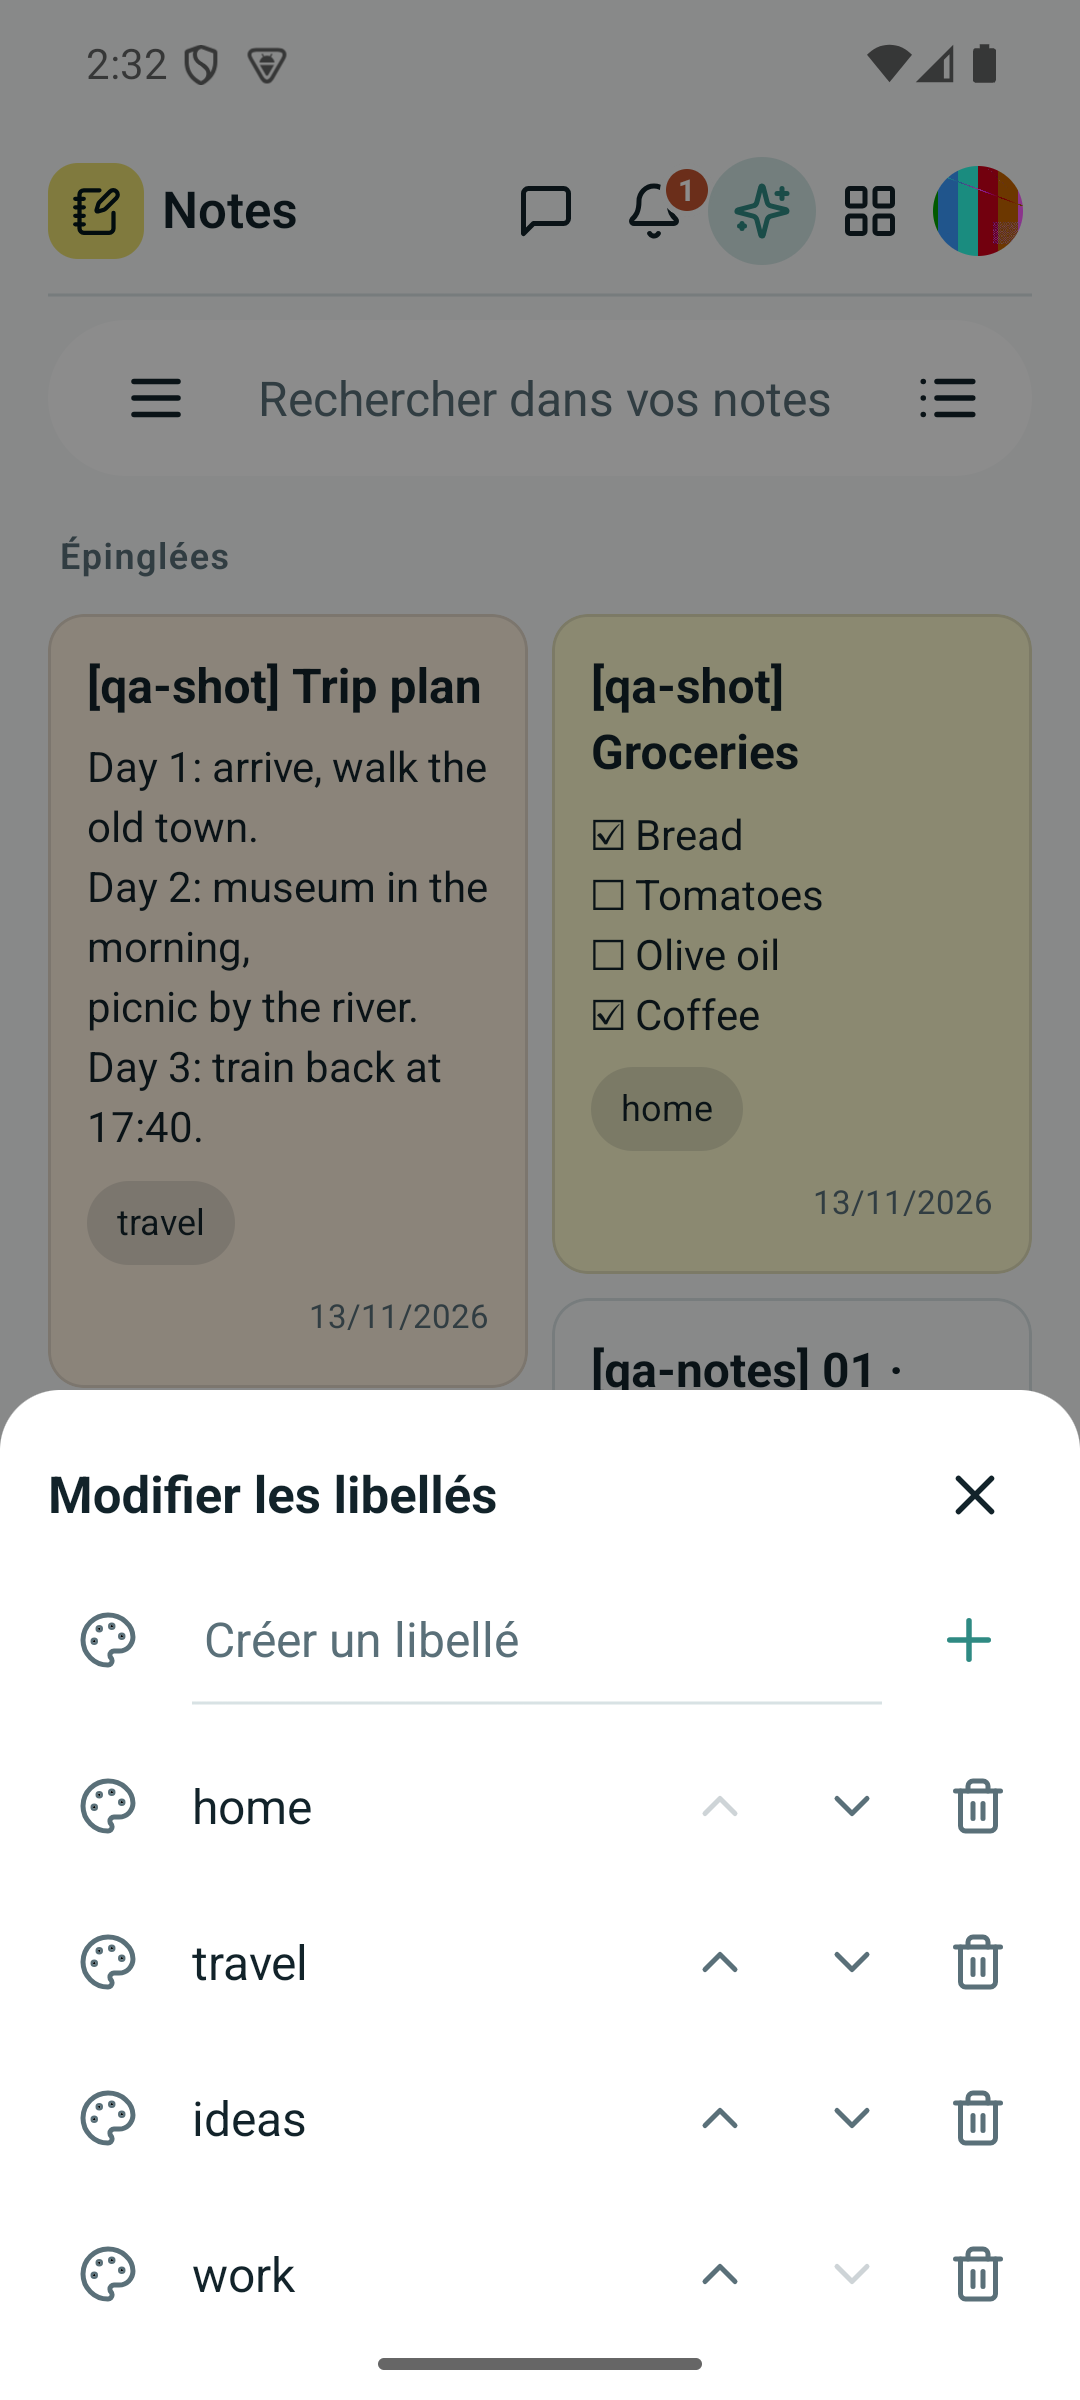 2:32
Notes
1
Rechercher dans vos notes
Épinglées
[qa-shot] Trip plan
Day 1: arrive, walk the
old town.
Day 2: museum in the
morning,
picnic by the river.
Day 3: train back at
17:40.
travel
13/11/2026
[qa-shot]
Groceries
☑ Bread
☐ Tomatoes
☐ Olive oil
☑ Coffee
home
13/11/2026
[qa-notes] 01 ·
Modifier les libellés
Créer un libellé
home
travel
ideas
work